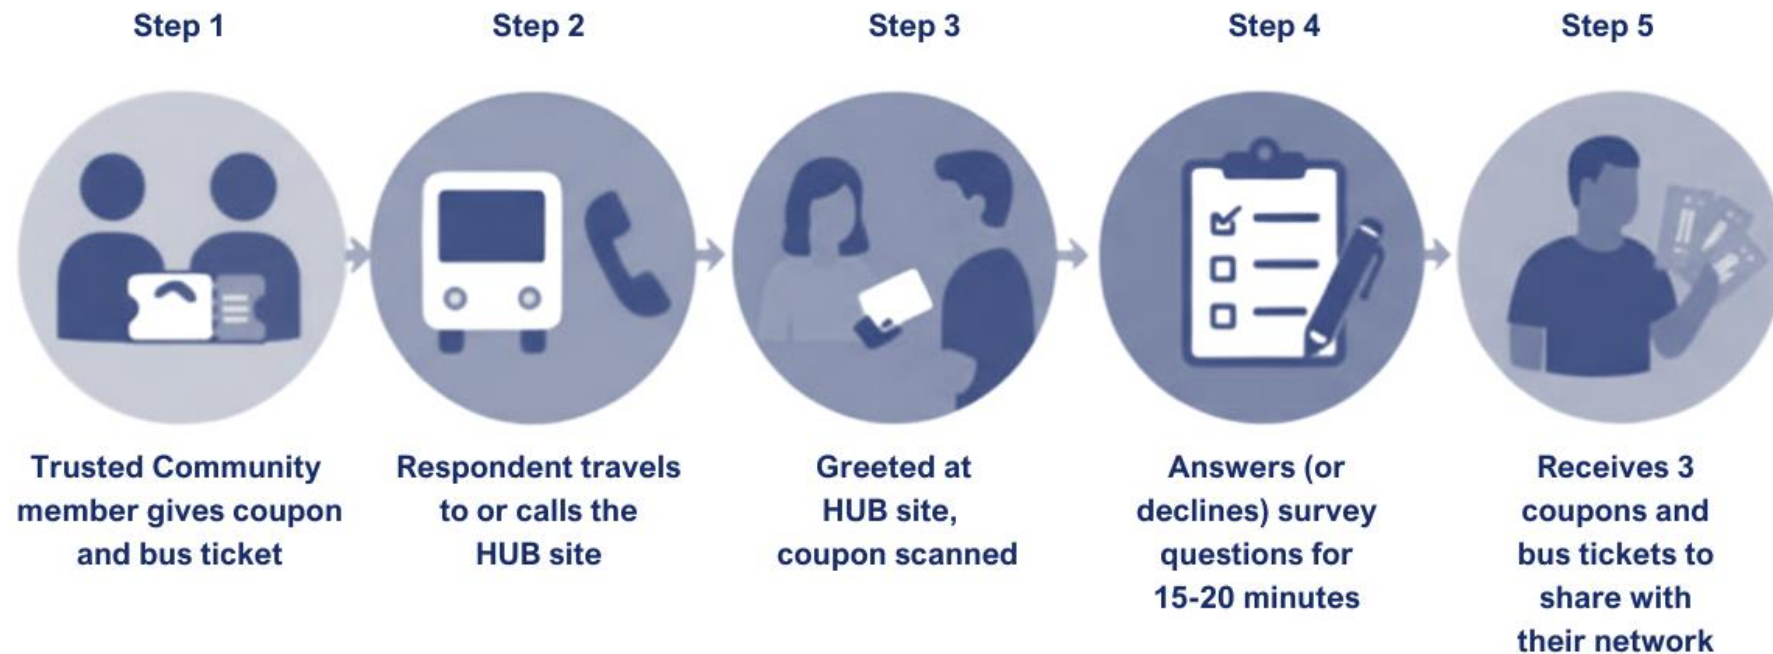 Step 1
Step 2
Step 3
Step 4
Step 5
Trusted Community
member gives coupon
and bus ticket
Respondent travels
to or calls the
HUB site
Greeted at
HUB site,
coupon scanned
Answers (or
declines) survey
questions for
15-20 minutes
Receives 3
coupons and
bus tickets to
share with
their network